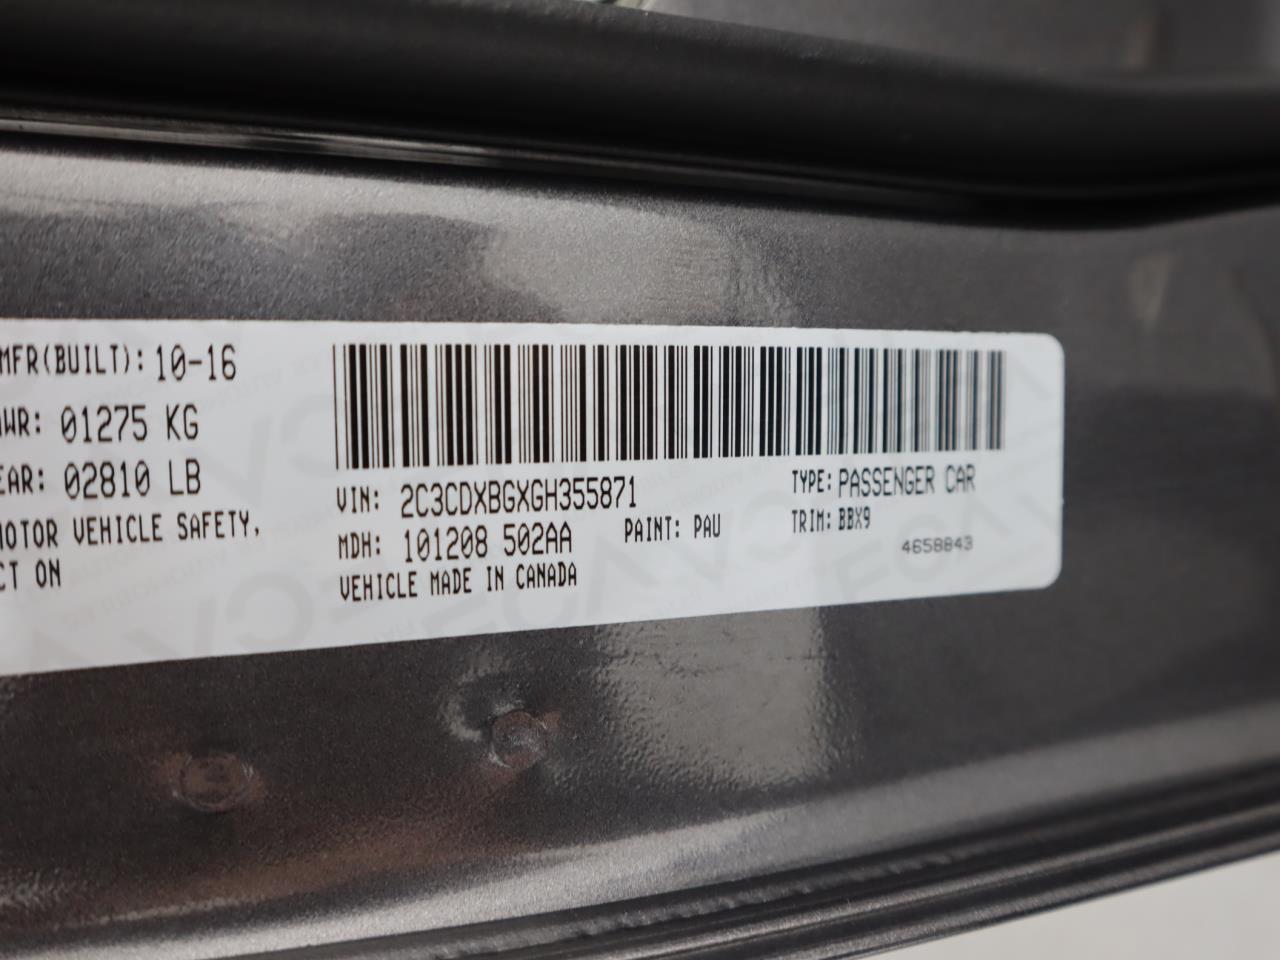 MFR(BUILT): 10-16
WR: 01275 KG
EAR: 02810 LB
MOTOR VEHICLE SAFETY,
CT ON
VIN: 2C3CDXBGXGH355871
TYPE: PASSENGER CAR
MDH: 101208 502AA
PAINT: PAU
TRIM: BBX9
VEHICLE MADE IN CANADA
4658843